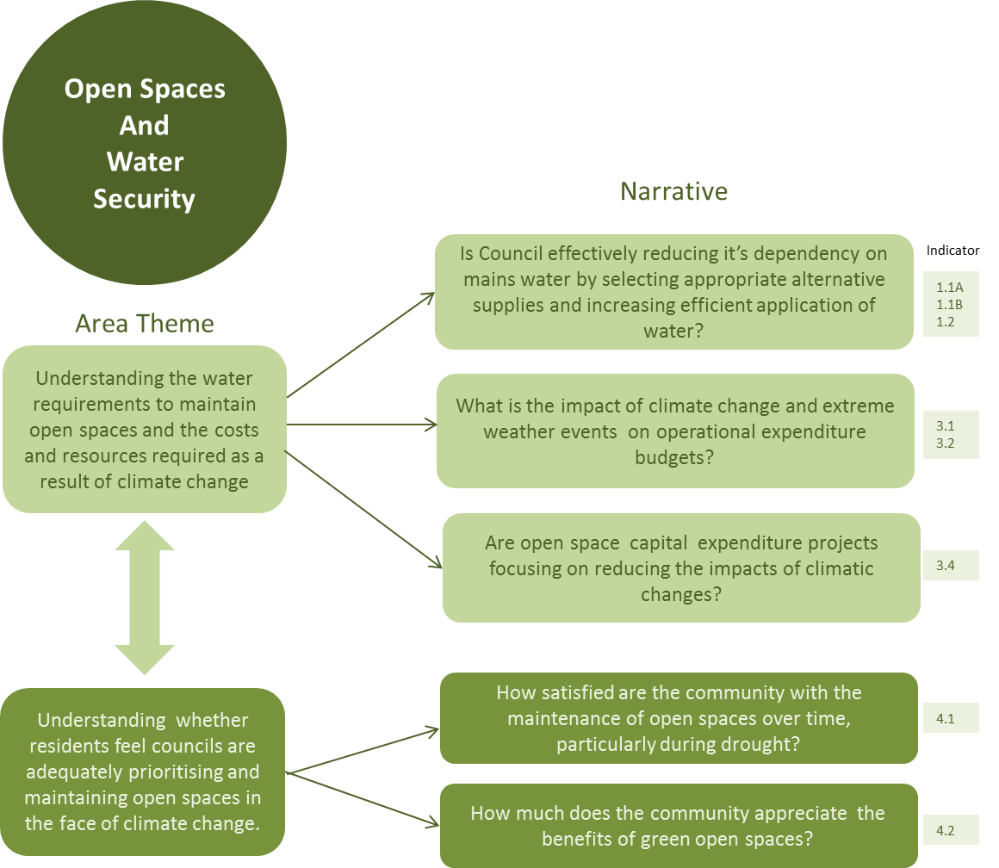 Open Spaces
And
Water
Security
Area Theme
Understanding the water
requirements to maintain
open spaces and the costs
and resources required as a
result of climate change
Understanding whether
residents feel councils are
adequately prioritising and
maintaining open spaces in
the face of climate change.
Narrative
Indicator
Is Council effectively reducing it's dependency on
mains water by selecting appropriate alternative
supplies and increasing efficient application of
water?
1.1A
1.1B
1.2
What is the impact of climate change and extreme
weather events on operational expenditure
budgets?
3.1
3.2
Are open space capital expenditure projects
focusing on reducing the impacts of climatic
changes?
3.4
How satisfied are the community with the
maintenance of open spaces over time,
particularly during drought?
4.1
How much does the community appreciate the
benefits of green open spaces?
4.2